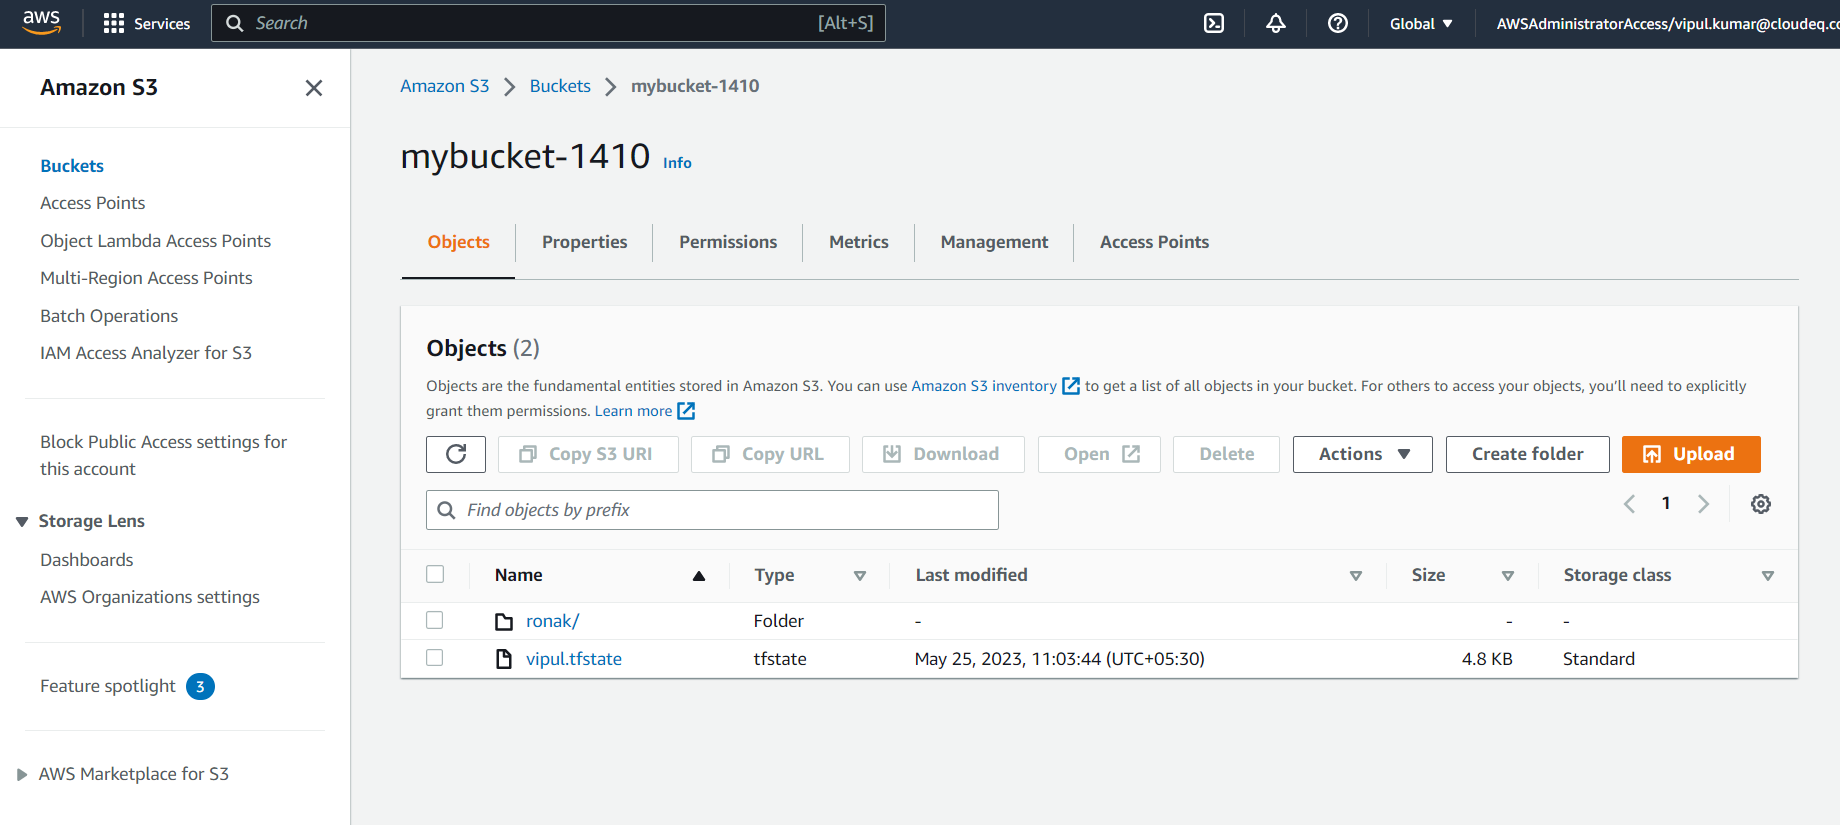 aws
Services
Search [Alt+S]
Global
AWSAdministratorAccess/vipul.kumar@cloudeq.co
Amazon S3
Buckets
Access Points
Object Lambda Access Points
Multi-Region Access Points
Batch Operations
IAM Access Analyzer for S3
Block Public Access settings for
this account
Storage Lens
Dashboards
AWS Organizations settings
Feature spotlight 3
AWS Marketplace for S3
Amazon S3 > Buckets > mybucket-1410
mybucket-1410 Info
Objects Properties Permissions Metrics Management Access Points
Objects (2)
Objects are the fundamental entities stored in Amazon S3. You can use Amazon S3 inventory to get a list of all objects in your bucket. For others to access your objects, you'll need to explicitly
grant them permissions. Learn more
Copy S3 URI Copy URL Download Open Delete Actions Create folder Upload
Find objects by prefix
1
Name Type Last modified Size Storage class
ronak/ Folder - - -
vipul.tfstate tfstate May 25, 2023, 11:03:44 (UTC+05:30) 4.8 KB Standard